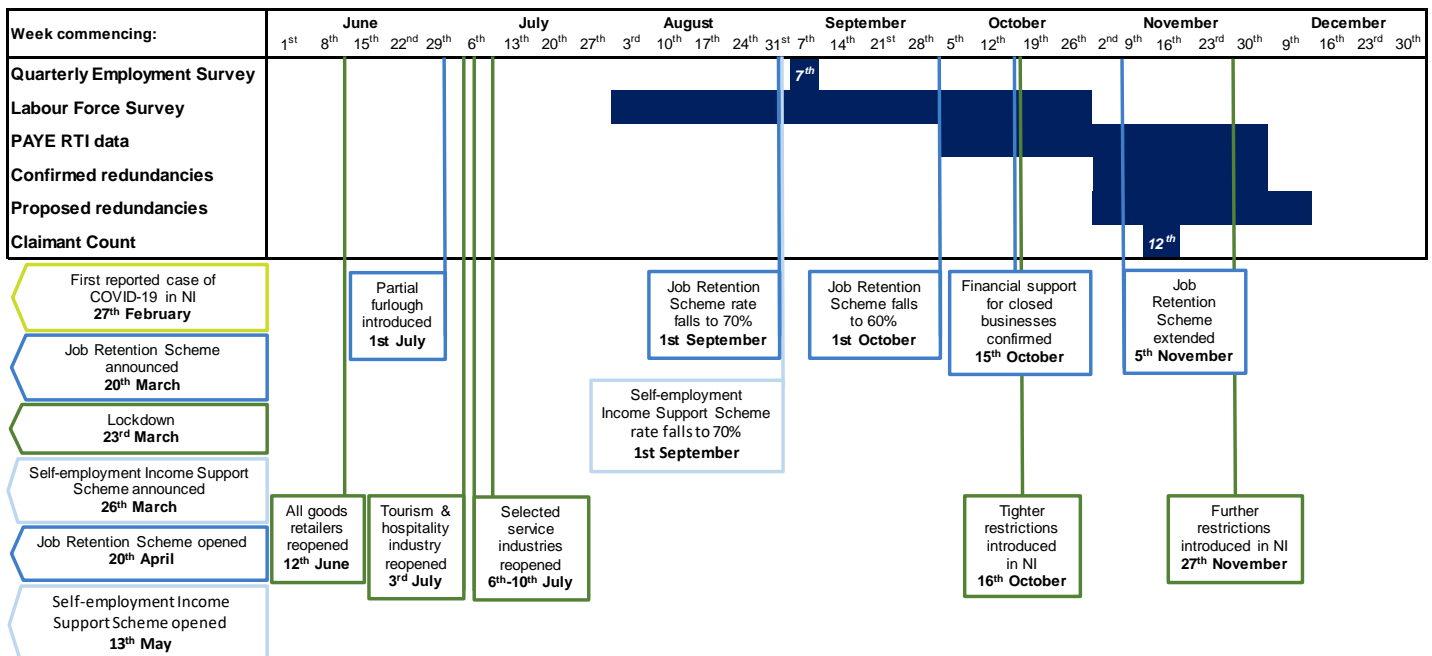 June July August September October November December
Week commencing:
1st 8th 15th 22nd 29th 6th 13th 20th 27th 3rd 10th 17th 24th 31st 7th 14th 21st 28th 5th 12th 19th 26th 2nd 9th 16th 23rd 30th 9th 16th 23rd 30th
Quarterly Employment Survey
7th
Labour Force Survey
PAYE RTI data
Confirmed redundancies
Proposed redundancies
Claimant Count
12th
First reported case of
COVID-19 in NI
27th February
Partial
furlough
introduced
1st July
Job Retention
Scheme rate
falls to 70%
1st September
Job Retention
Scheme falls
to 60%
1st October
Financial support
for closed
businesses
confirmed
15th October
Job
Retention
Scheme
extended
5th November
Job Retention Scheme
announced
20th March
Self-employment
Income Support Scheme
rate falls to 70%
1st September
Lockdown
23rd March
Self-employment Income Support
Scheme announced
26th March
All goods
retailers
reopened
12th June
Tourism &
hospitality
industry
reopened
3rd July
Selected
service
industries
reopened
6th-10th July
Tighter
restrictions
introduced
in NI
16th October
Further
restrictions
introduced in NI
27th November
Job Retention Scheme opened
20th April
Self-employment Income
Support Scheme opened
13th May